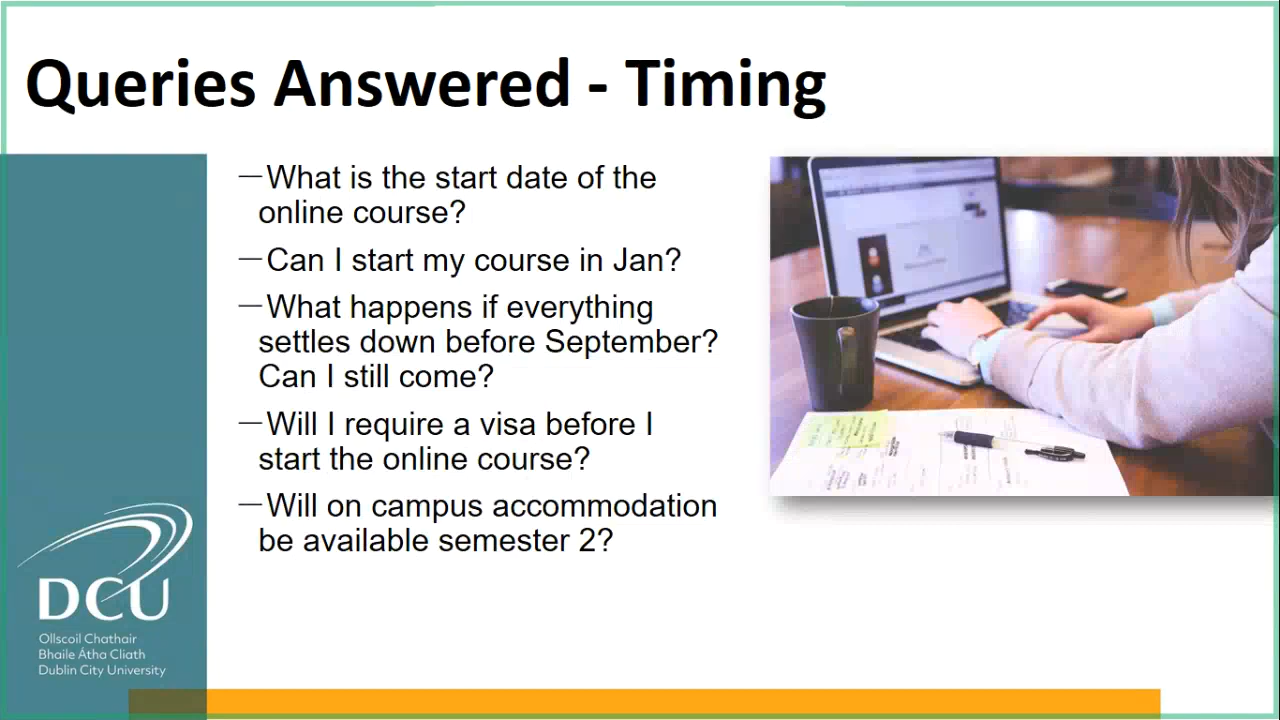 Queries Answered - Timing
—What is the start date of the
online course?
—Can I start my course in Jan?
—What happens if everything
settles down before September?
Can I still come?
—Will I require a visa before I
start the online course?
—Will on campus accommodation
be available semester 2?
DCU
Ollscoil Chathair
Bhaile Átha Cliath
Dublin City University